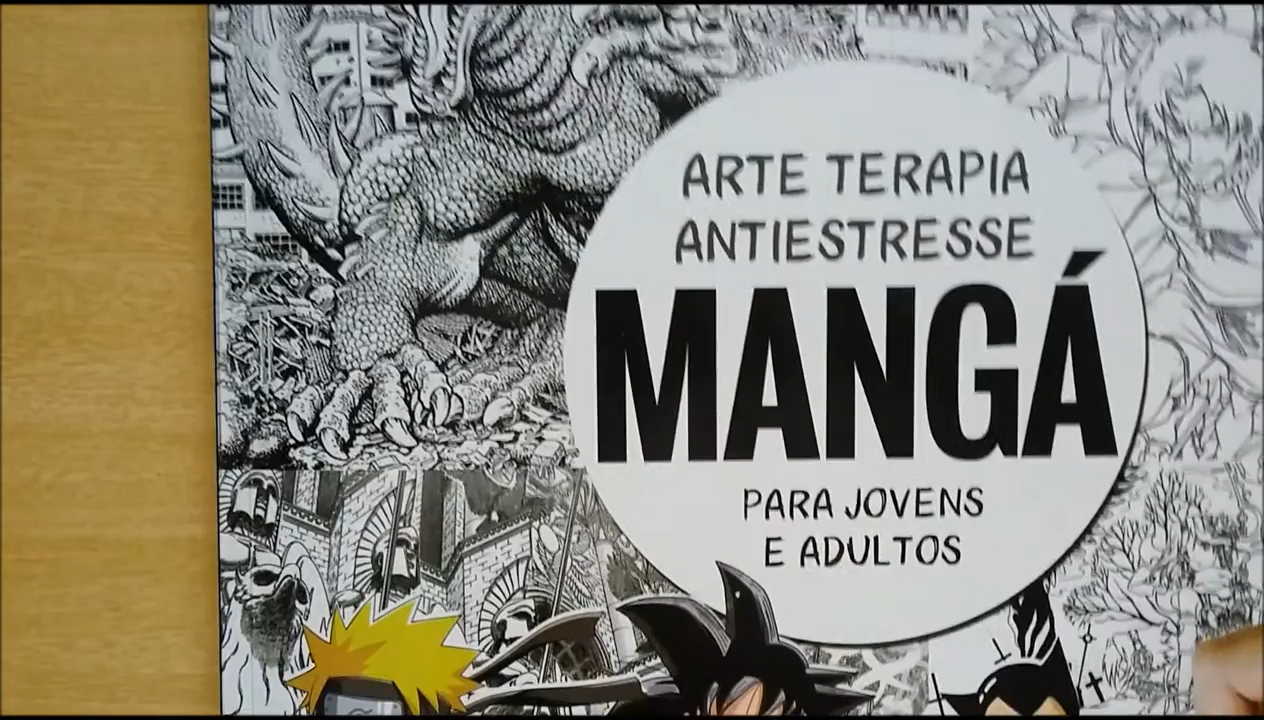 ARTE TERAPIA
ANTIESTRESSE
MANGÁ
PARA JOVENS
E ADULTOS